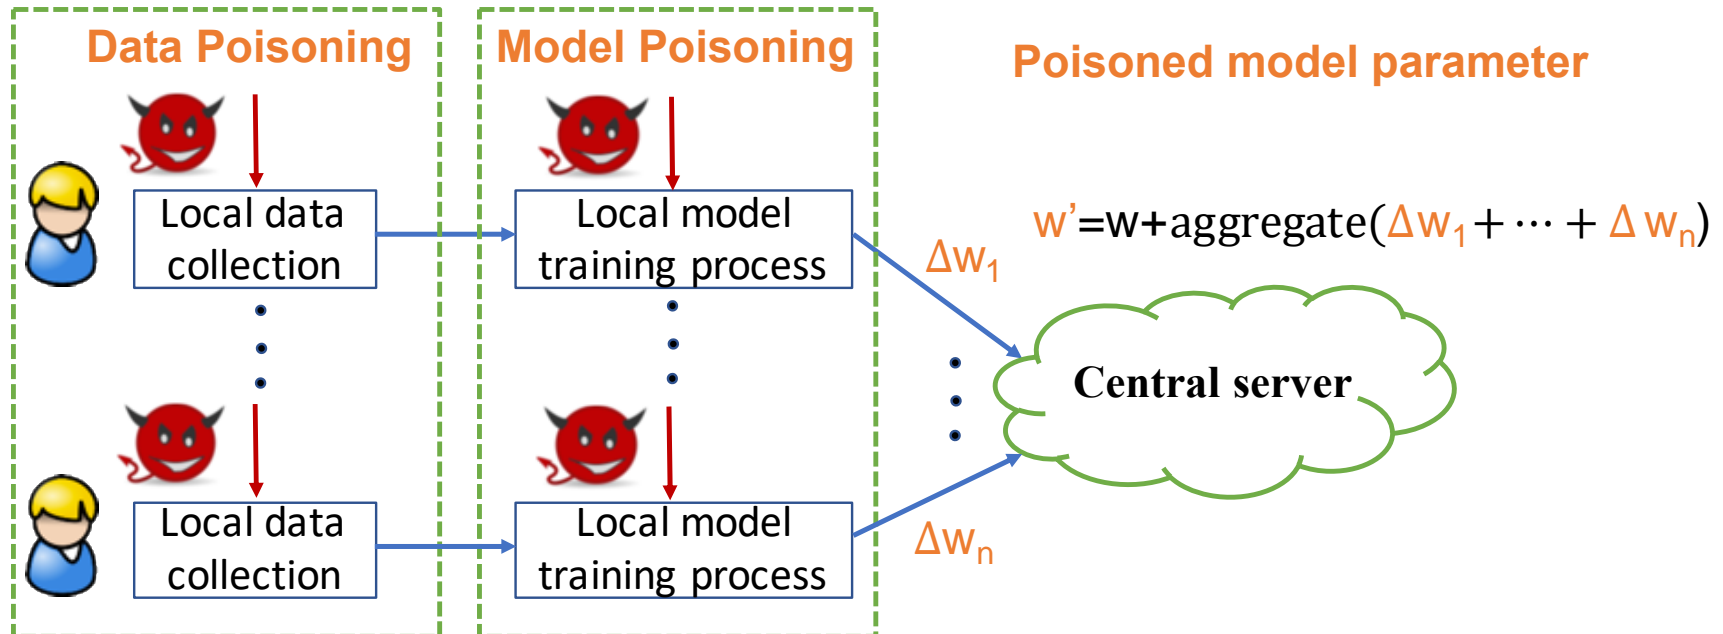 Data Poisoning
Model Poisoning
Poisoned model parameter
Local data
collection
Local model
training process
w’=w+aggregate(Δw₁+ ⋯ + Δ wₙ)
Δw₁
Central server
Local data
collection
Local model
training process
Δwₙ